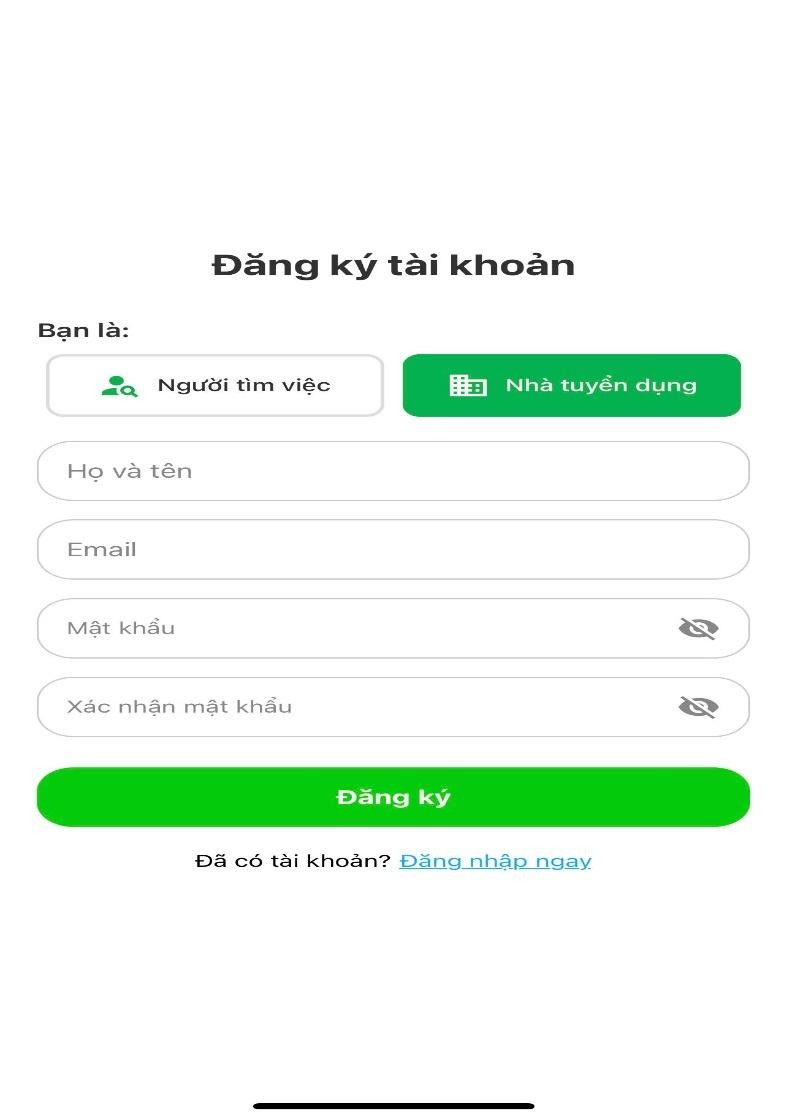 Đăng ký tài khoản
Bạn là:
Người tìm việc
Nhà tuyển dụng
Họ và tên
Email
Mật khẩu
Xác nhận mật khẩu
Đăng ký
Đã có tài khoản? Đăng nhập ngay